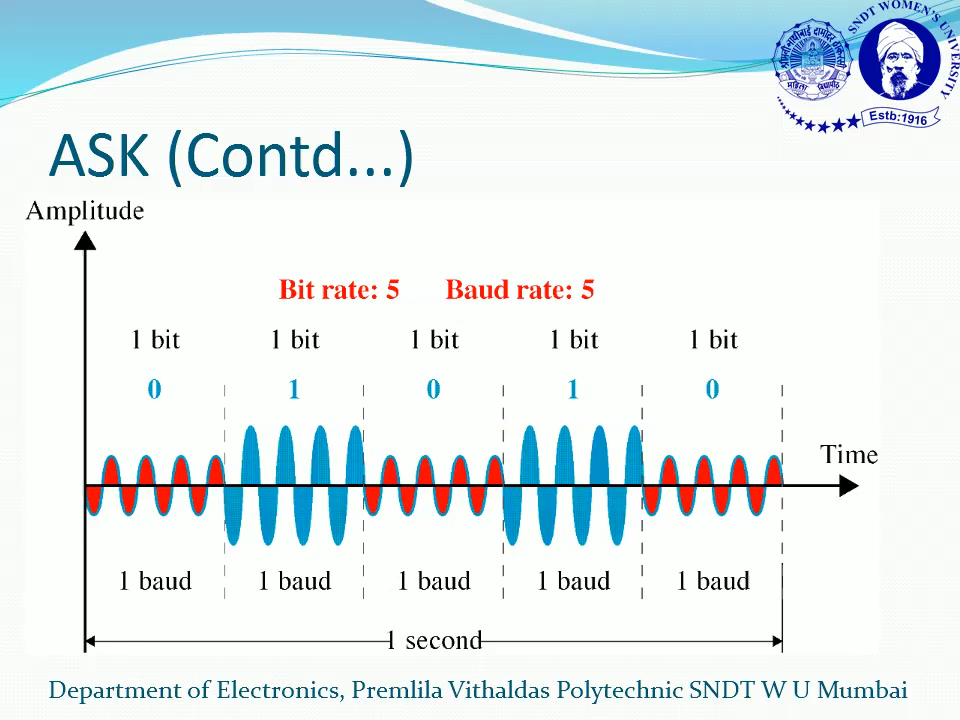 SNDT WOMEN'S UNIVERSITY
Estb:1916
ASK (Contd...)
Amplitude
Bit rate: 5 Baud rate: 5
1 bit 1 bit 1 bit 1 bit 1 bit
0 1 0 1 0
Time
1 baud 1 baud 1 baud 1 baud 1 baud
1 second
Department of Electronics, Premlila Vithaldas Polytechnic SNDT W U Mumbai